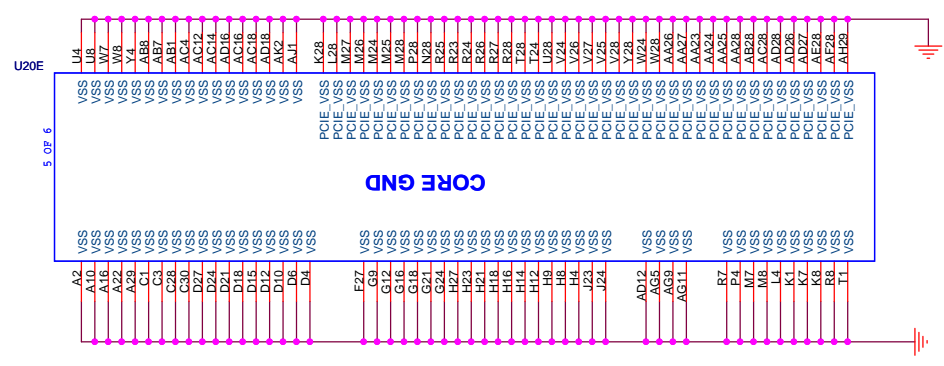 U4 U8 W7 W8 Y4 AB8 AB7 AB1 AC4 AC12 AC14 AD16 AC16 AC18 AD18 AK2 AJ1 K28 L28 M27 M26 M24 M25 M28 P28 N28 R25 R23 R24 R26 R27 R28 T28 T24 U28 V24 V26 V27 V25 V28 Y28 W24 W28 AA26 AA27 AA23 AA24 AA25 AA28 AB28 AC28 AD28 AD26 AD27 AE28 AF28 AH29
U20E
VSS VSS VSS VSS VSS VSS VSS VSS VSS VSS VSS VSS VSS VSS VSS VSS VSS PCIE_VSS PCIE_VSS PCIE_VSS PCIE_VSS PCIE_VSS PCIE_VSS PCIE_VSS PCIE_VSS PCIE_VSS PCIE_VSS PCIE_VSS PCIE_VSS PCIE_VSS PCIE_VSS PCIE_VSS PCIE_VSS PCIE_VSS PCIE_VSS PCIE_VSS PCIE_VSS PCIE_VSS PCIE_VSS PCIE_VSS PCIE_VSS PCIE_VSS PCIE_VSS PCIE_VSS PCIE_VSS PCIE_VSS PCIE_VSS PCIE_VSS PCIE_VSS PCIE_VSS PCIE_VSS PCIE_VSS PCIE_VSS PCIE_VSS PCIE_VSS PCIE_VSS PCIE_VSS
5 OF 6
CORE GND
VSS VSS VSS VSS VSS VSS VSS VSS VSS VSS VSS VSS VSS VSS VSS VSS VSS VSS VSS VSS VSS VSS VSS VSS VSS VSS VSS VSS VSS VSS VSS VSS VSS VSS VSS VSS VSS VSS VSS VSS VSS VSS VSS VSS VSS VSS VSS VSS VSS VSS VSS
A2 A10 A16 A22 A29 C1 C3 C28 C30 D27 D24 D21 D18 D15 D12 D10 D6 D4 F27 G9 G12 G16 G18 G21 G24 H27 H23 H21 H18 H16 H14 H12 H9 H8 H4 J23 J24 AD12 AG5 AG9 AG11 R7 P4 M7 M8 L4 K1 K7 K8 R8 T1